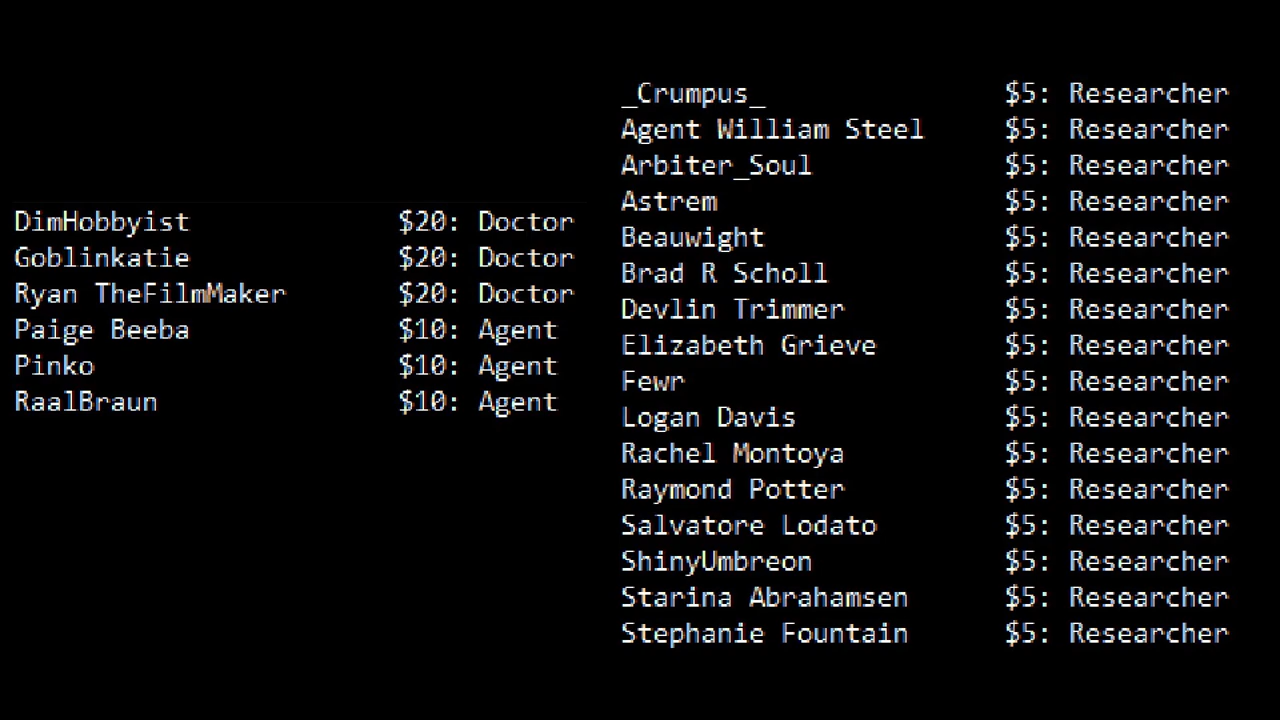 DimHobbyist $20: Doctor
Goblinkatie $20: Doctor
Ryan TheFilmMaker $20: Doctor
Paige Beeba $10: Agent
Pinko $10: Agent
RaalBraun $10: Agent
_Crumpus_ $5: Researcher
Agent William Steel $5: Researcher
Arbiter_Soul $5: Researcher
Astrem $5: Researcher
Beauwight $5: Researcher
Brad R Scholl $5: Researcher
Devlin Trimmer $5: Researcher
Elizabeth Grieve $5: Researcher
Fewr $5: Researcher
Logan Davis $5: Researcher
Rachel Montoya $5: Researcher
Raymond Potter $5: Researcher
Salvatore Lodato $5: Researcher
ShinyUmbreon $5: Researcher
Starina Abrahamsen $5: Researcher
Stephanie Fountain $5: Researcher